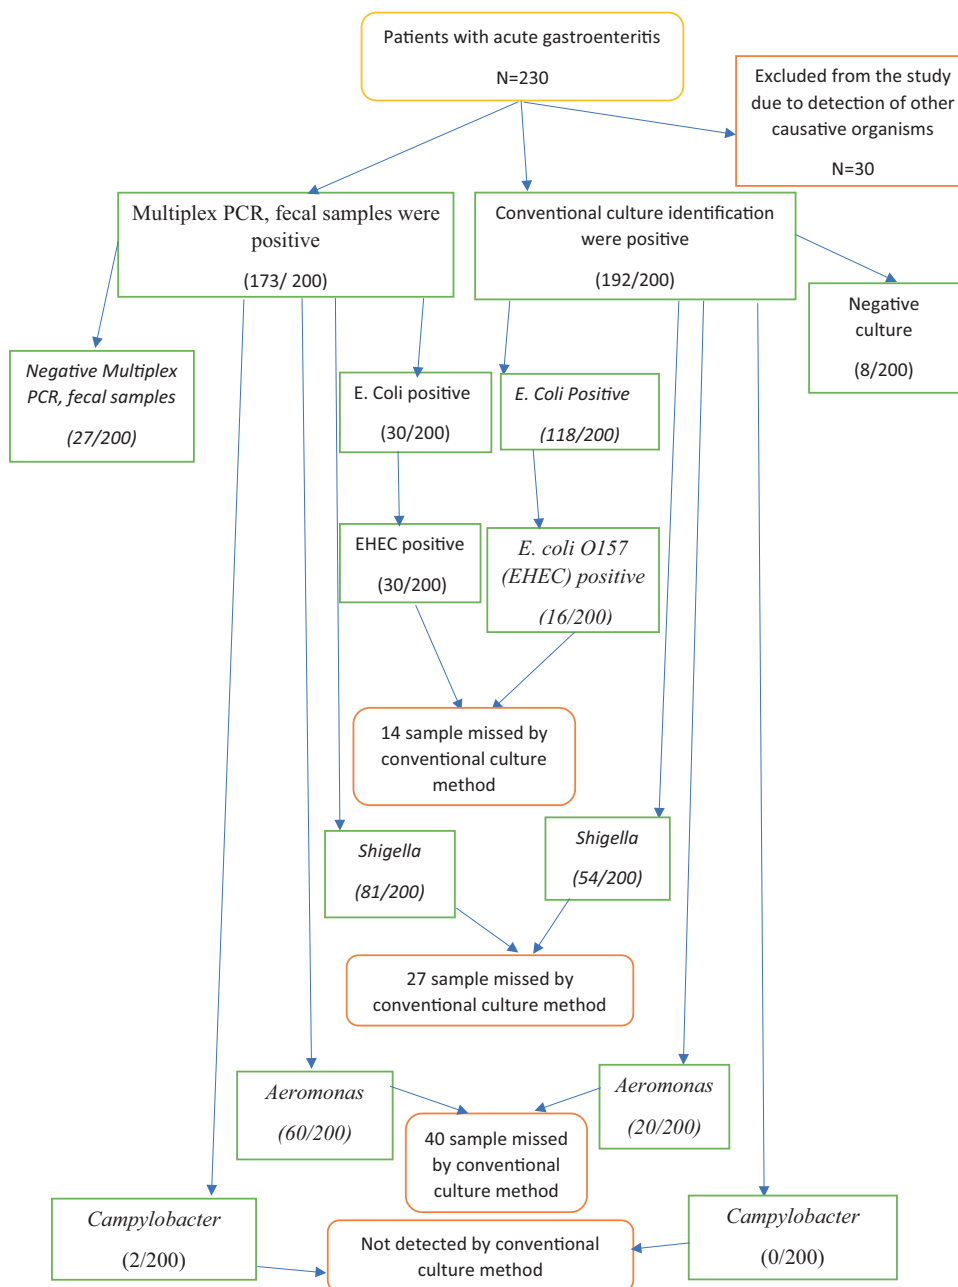 Patients with acute gastroenteritis
N=230
Excluded from the study
due to detection of other
causative organisms
N=30
Multiplex PCR, fecal samples were
positive
(173/ 200)
Conventional culture identification
were positive
(192/200)
Negative
culture
(8/200)
Negative Multiplex
PCR, fecal samples
(27/200)
E. Coli positive
(30/200)
E. Coli Positive
(118/200)
EHEC positive
(30/200)
E. coli O157
(EHEC) positive
(16/200)
14 sample missed by
conventional culture
method
Shigella
(81/200)
Shigella
(54/200)
27 sample missed by
conventional culture method
Aeromonas
(60/200)
Aeromonas
(20/200)
40 sample missed
by conventional
culture method
Campylobacter
(2/200)
Not detected by conventional
culture method
Campylobacter
(0/200)